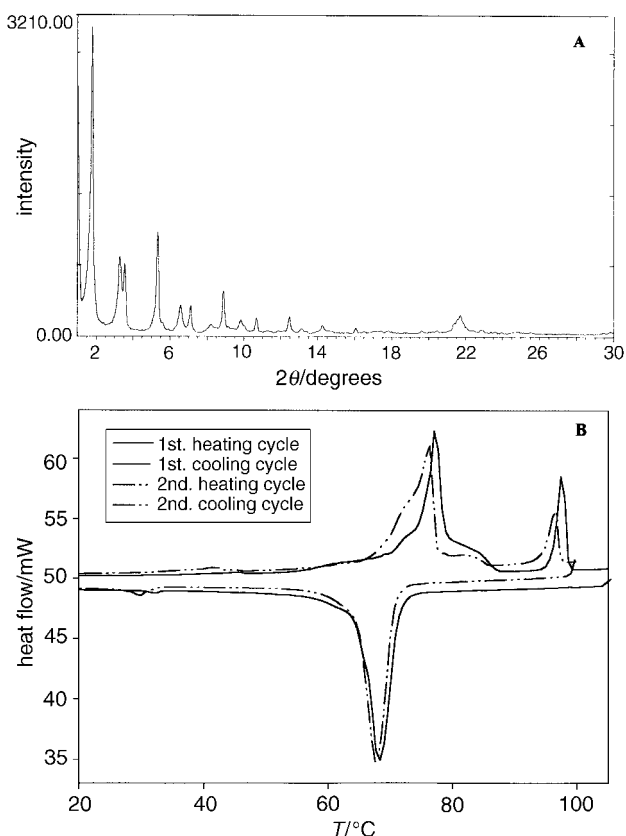 3210.00
A
intensity
0.00
2 6 10 14 18 22 26 30
2θ/degrees
B
1st. heating cycle
1st. cooling cycle
2nd. heating cycle
2nd. cooling cycle
60
55
50
45
40
35
heat flow/mW
20 40 60 80 100
T/°C